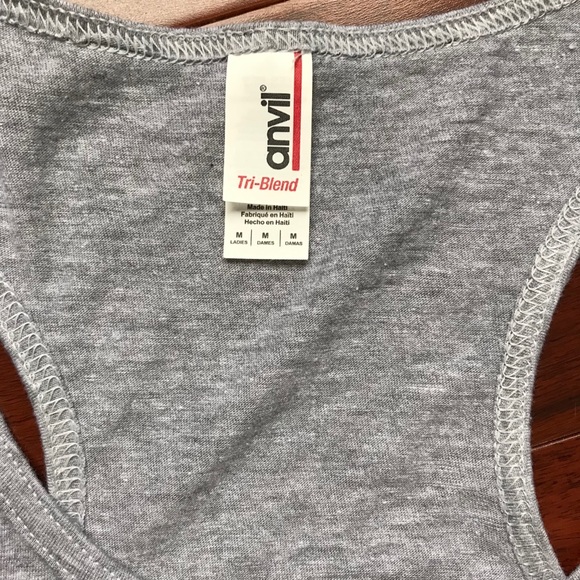 anvil®
Tri-Blend
Made in Haiti
Fabriqué en Haïti
Hecho en Haití
M M M
LADIES DAMES DAMAS